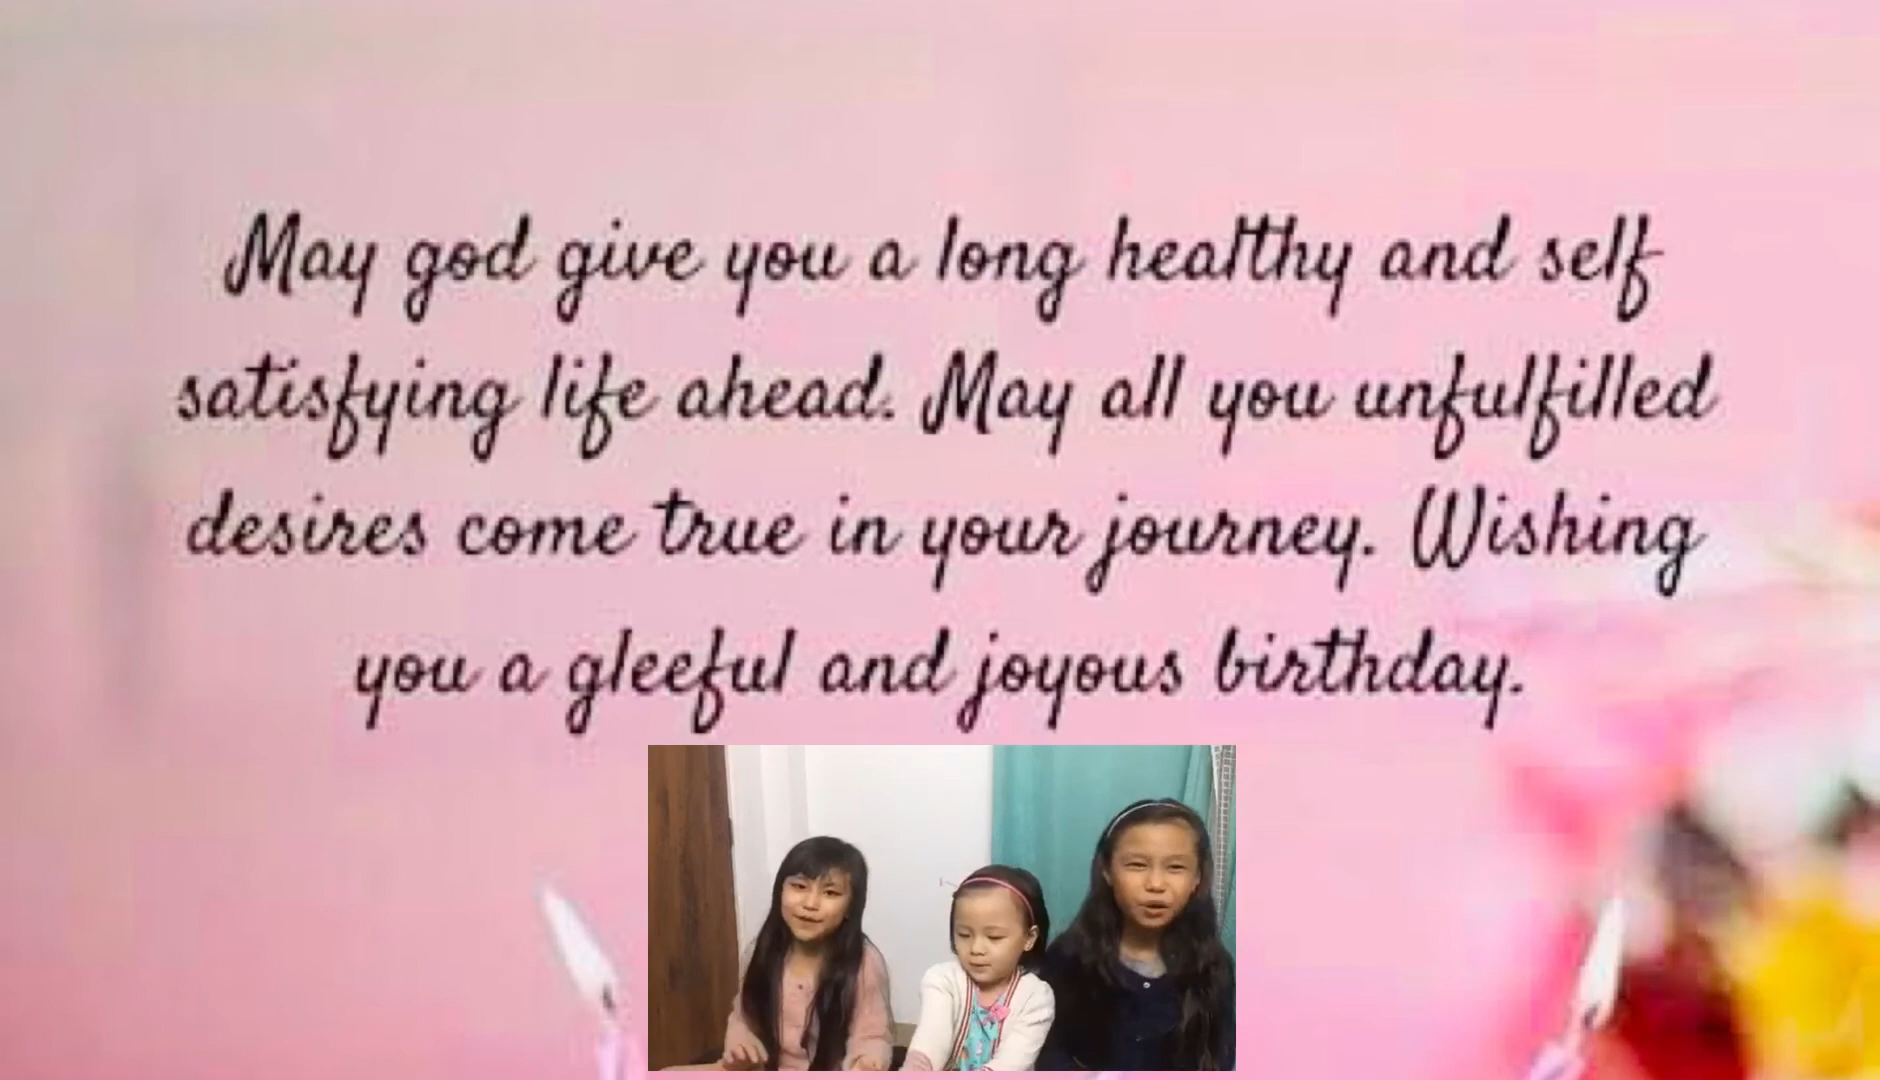 May god give you a long healthy and self
satisfying life ahead. May all you unfulfilled
desires come true in your journey. Wishing
you a gleeful and joyous birthday.